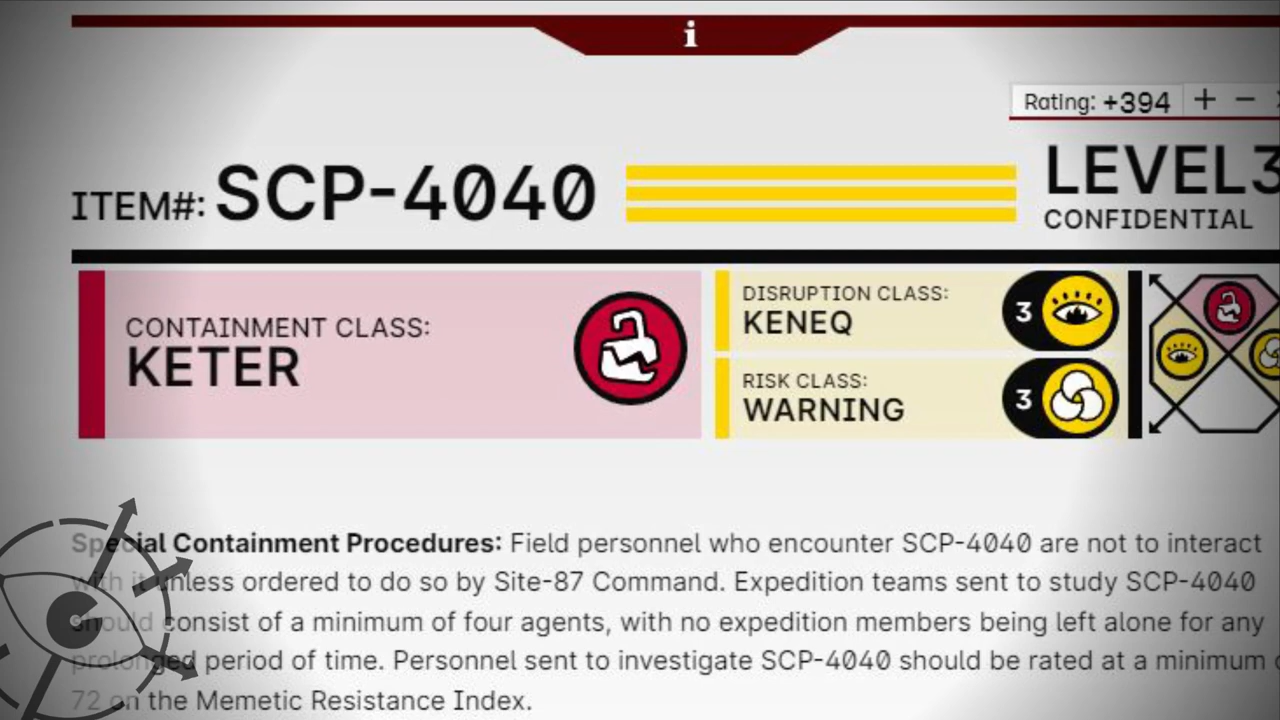 i
Rating: +394 + −
ITEM#: SCP-4040
LEVEL3
CONFIDENTIAL
CONTAINMENT CLASS:
KETER
DISRUPTION CLASS:
KENEQ
3
RISK CLASS:
WARNING
3
Special Containment Procedures: Field personnel who encounter SCP-4040 are not to interact
with it unless ordered to do so by Site-87 Command. Expedition teams sent to study SCP-4040
should consist of a minimum of four agents, with no expedition members being left alone for any
prolonged period of time. Personnel sent to investigate SCP-4040 should be rated at a minimum
72 on the Memetic Resistance Index.